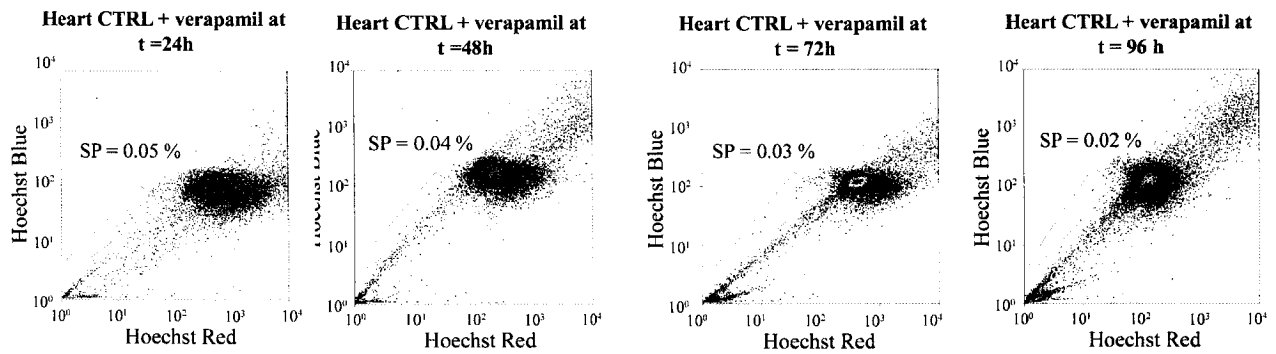 Heart CTRL + verapamil at
t =24h
10⁴
10³
10²
10¹
10⁰
Hoechst Blue
SP = 0.05 %
10⁰ 10¹ 10² 10³ 10⁴
Hoechst Red
Heart CTRL + verapamil at
t =48h
10⁴
10³
10²
10¹
10⁰
Hoechst Blue
SP = 0.04 %
10⁰ 10¹ 10² 10³ 10⁴
Hoechst Red
Heart CTRL + verapamil at
t = 72h
10⁴
10³
10²
10¹
10⁰
Hoechst Blue
SP = 0.03 %
10⁰ 10¹ 10² 10³ 10⁴
Hoechst Red
Heart CTRL + verapamil at
t = 96 h
10⁴
10³
10²
10¹
10⁰
Hoechst Blue
SP = 0.02 %
10⁰ 10¹ 10² 10³ 10⁴
Hoechst Red